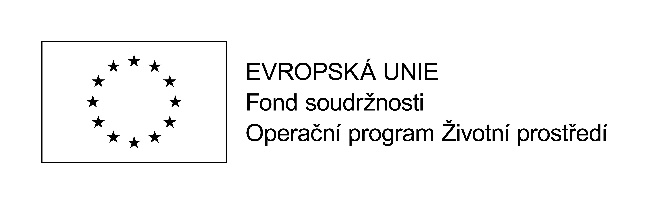 EVROPSKÁ UNIE
Fond soudržnosti
Operační program Životní prostředí